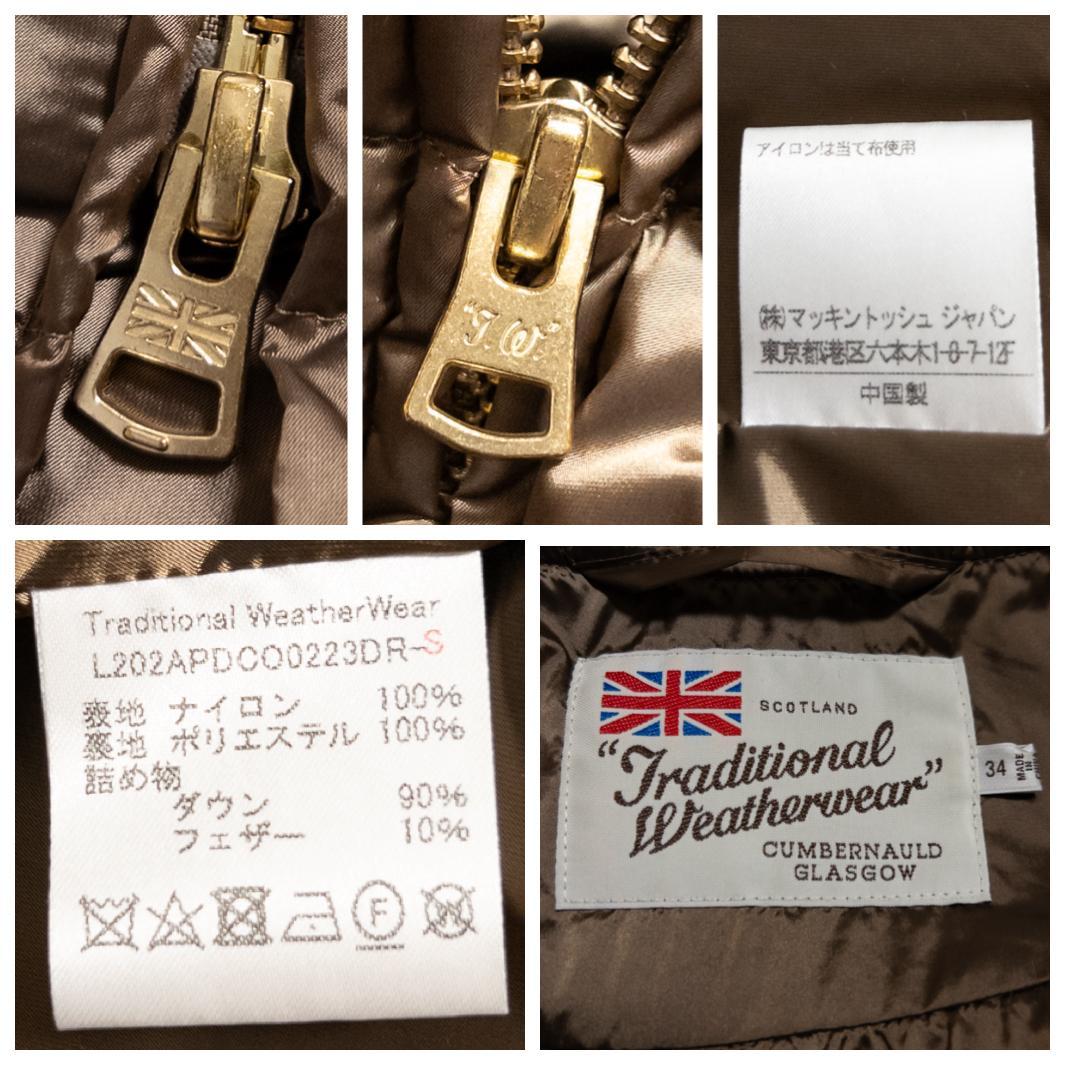 "T.W"
アイロンは当て布使用
㈱マッキントッシュ ジャパン
東京都港区六本木1-8-7-12F
中国製
Traditional WeatherWear
L202APDCO0223DR-S
表地 ナイロン 100%
裏地 ポリエステル 100%
詰め物
ダウン 90%
フェザー 10%
F
W
SCOTLAND
"Traditional
Weatherwear"
CUMBERNAULD
GLASGOW
34
MADE
IN